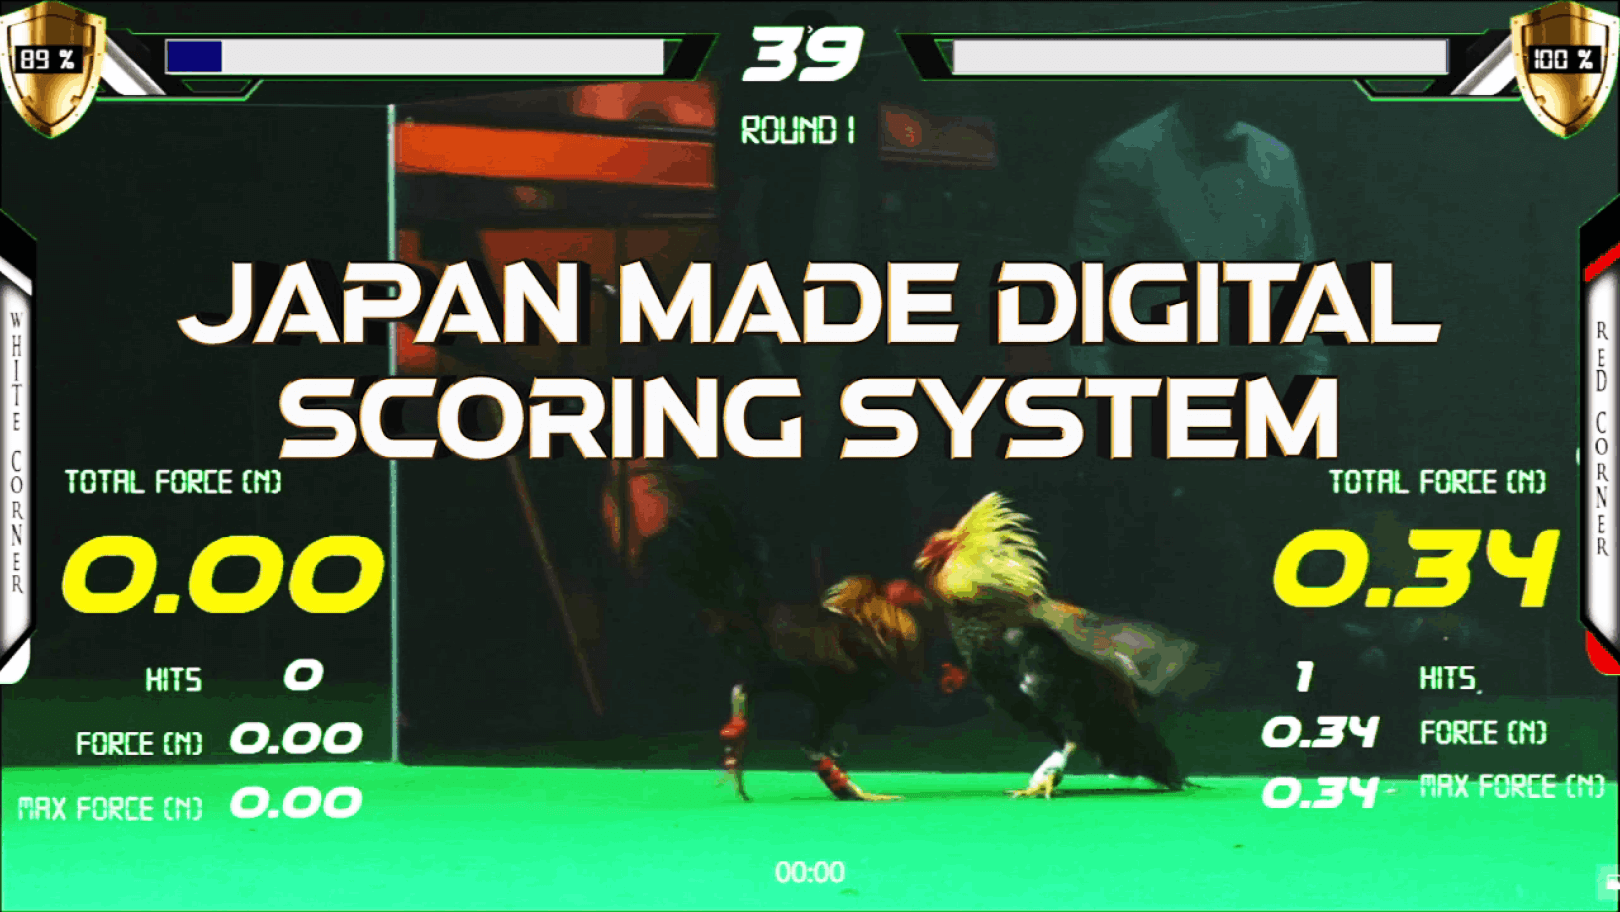 89 %
39
100 %
ROUND 1
JAPAN MADE DIGITAL
SCORING SYSTEM
WHITE CORNER
RED CORNER
TOTAL FORCE (N)
0.00
HITS 0
FORCE (N) 0.00
MAX FORCE (N) 0.00
TOTAL FORCE (N)
0.34
1 HITS
0.34 FORCE (N)
0.34 MAX FORCE (N)
00:00